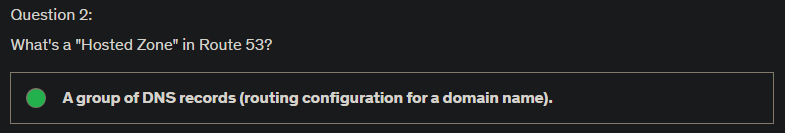 Question 2:
What's a "Hosted Zone" in Route 53?
A group of DNS records (routing configuration for a domain name).